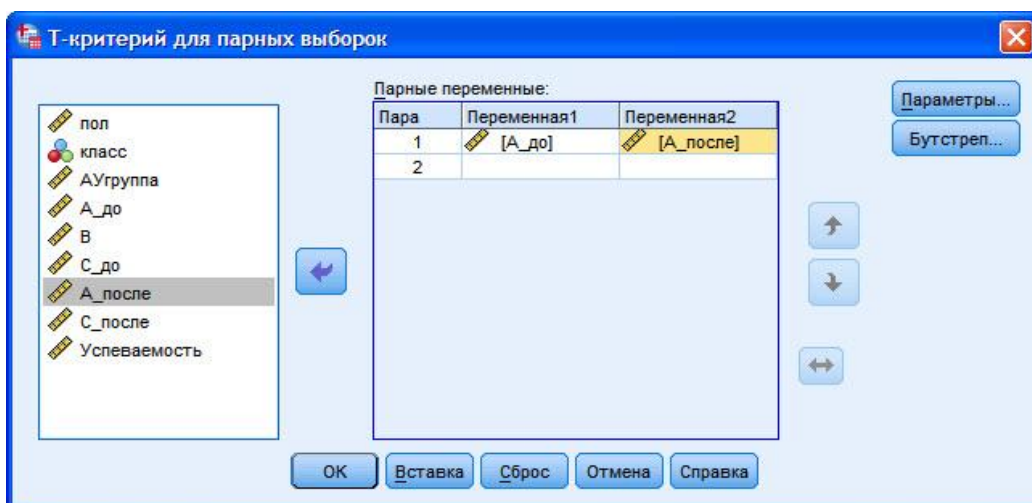 Т-критерий для парных выборок
пол
класс
АУгруппа
А_до
В
С_до
А_после
С_после
Успеваемость
Парные переменные:
Пара Переменная1 Переменная2
1 [А_до] [А_после]
2
Параметры...
Бутстреп...
ОК Вставка Сброс Отмена Справка